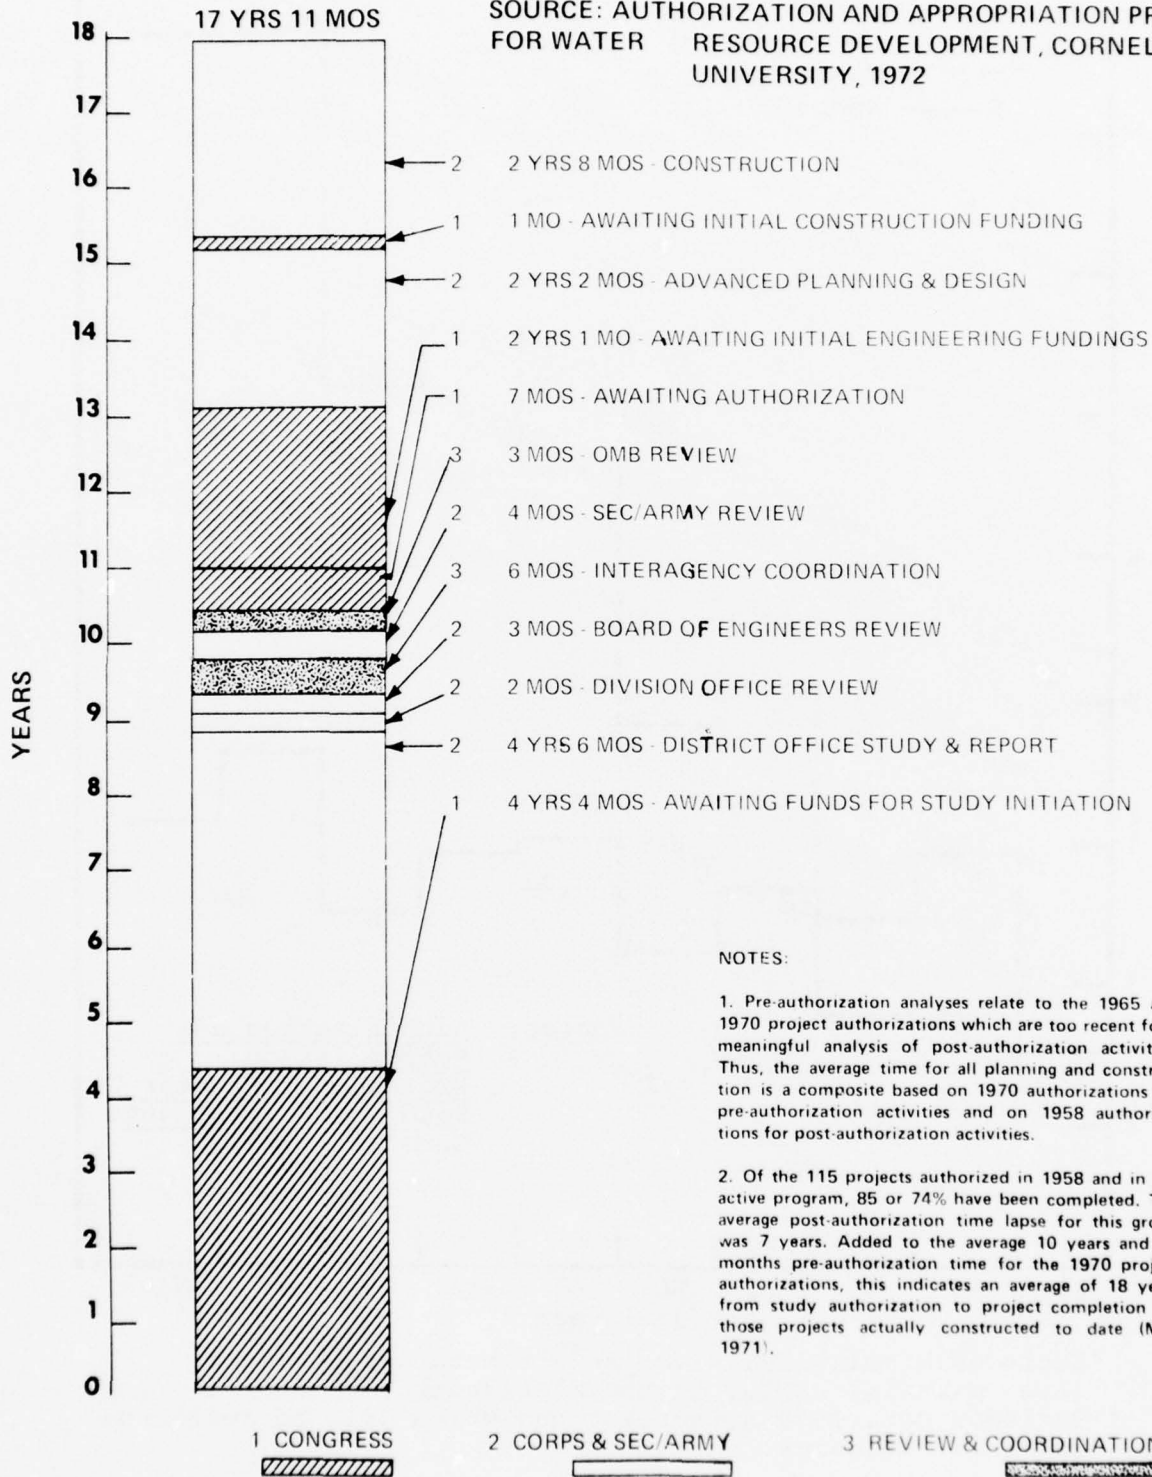 17 YRS 11 MOS
SOURCE: AUTHORIZATION AND APPROPRIATION
FOR WATER RESOURCE DEVELOPMENT,
UNIVERSITY, 1972
18
17
16
15
14
13
12
11
10
9
8
7
6
5
4
3
2
1
0
YEARS
2 2 YRS 8 MOS - CONSTRUCTION
1 1 MO - AWAITING INITIAL CONSTRUCTION FUNDING
2 2 YRS 2 MOS - ADVANCED PLANNING & DESIGN
1 2 YRS 1 MO - AWAITING INITIAL ENGINEERING FUNDINGS
1 7 MOS - AWAITING AUTHORIZATION
3 3 MOS - OMB REVIEW
2 4 MOS - SEC/ARMY REVIEW
3 6 MOS - INTERAGENCY COORDINATION
2 3 MOS - BOARD OF ENGINEERS REVIEW
2 2 MOS - DIVISION OFFICE REVIEW
2 4 YRS 6 MOS - DISTRICT OFFICE STUDY & REPORT
1 4 YRS 4 MOS - AWAITING FUNDS FOR STUDY INITIATION
NOTES:
1. Pre-authorization analyses relate to the 1965
1970 project authorizations which are too recent
meaningful analysis of post-authorization
Thus, the average time for all planning and
tion is a composite based on 1970 authorizations
pre-authorization activities and on 1958
tions for post-authorization activities.
2. Of the 115 projects authorized in 1958 and in
active program, 85 or 74% have been completed.
average post-authorization time lapse for this
was 7 years. Added to the average 10 years and
months pre-authorization time for the 1970
authorizations, this indicates an average of 18
from study authorization to project completion
those projects actually constructed to date
1971).
1 CONGRESS
2 CORPS & SEC/ARMY
3 REVIEW & COORDINATION